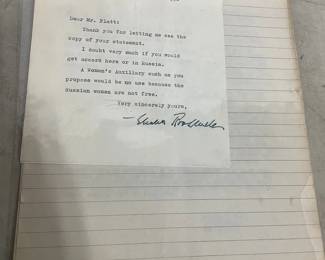 Dear Mr. Platt:
Thank you for letting me see the
copy of your statement.
I doubt very much if you would
get accord here or in Russia.
A Women's Auxiliary such as you
propose would be no use because the
Russian women are not free.
Very sincerely yours,
Eleanor Roosevelt